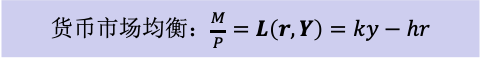 货币市场均衡：M/P = L(r, Y) = ky − hr